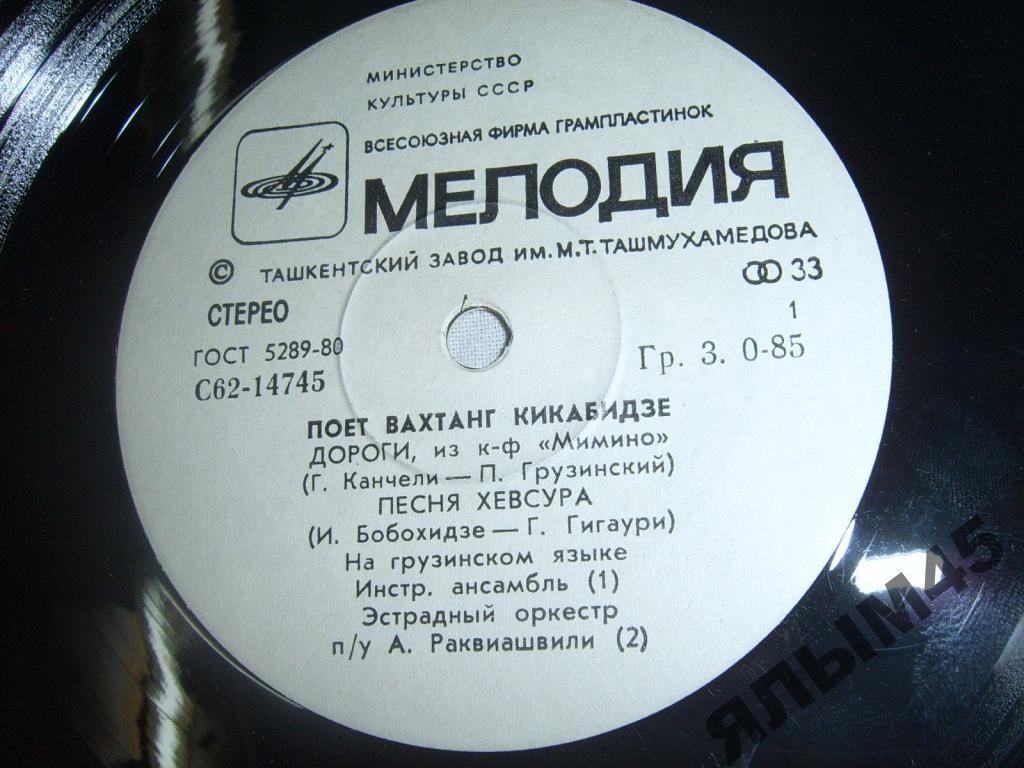 МИНИСТЕРСТВО
КУЛЬТУРЫ СССР
ВСЕСОЮЗНАЯ ФИРМА ГРАМПЛАСТИНОК
МЕЛОДИЯ
© ТАШКЕНТСКИЙ ЗАВОД ИМ. М.Т. ТАШМУХАМЕДОВА
СТЕРЕО
33
ГОСТ 5289-80
1
С62-14745
Гр. 3. 0-85
ПОЕТ ВАХТАНГ КИКАБИДЗЕ
ДОРОГИ, из к-ф «Мимино»
(Г. Канчели — П. Грузинский)
ПЕСНЯ ХЕВСУРА
(И. Бобохидзе — Г. Гигаури)
На грузинском языке
Инстр. ансамбль (1)
Эстрадный оркестр
п/у А. Раквиашвили (2)
ЯЛЫМ45